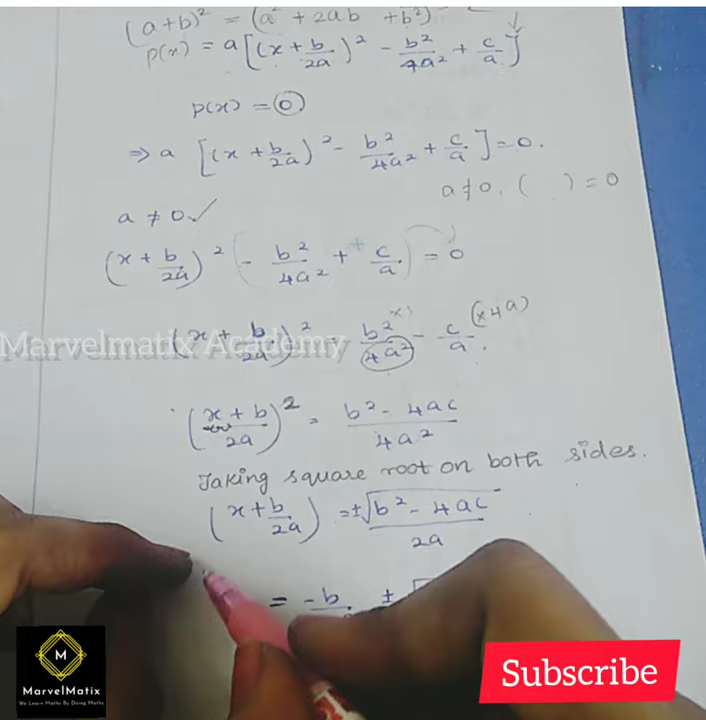 (a+b)² = (a² + 2ab + b²)
p(x) = a[(x + b/2a)² - b²/4a² + c/a]
p(x) = 0
⇒ a [(x + b/2a)² - b²/4a² + c/a] = 0.
a ≠ 0, ( ) = 0
a ≠ 0 ✓
(x + b/2a)² (- b²/4a² + c/a) = 0
(x + b/2a)² = b²/4a² - c/a (×4a)
Marvelmatix Academy
(x + b/2a)² = b² - 4ac/4a²
Taking square root on both sides.
(x + b/2a) = ±√b² - 4ac/2a
= -b ±
M
MarvelMatix
We Learn Maths By Doing Maths
Subscribe